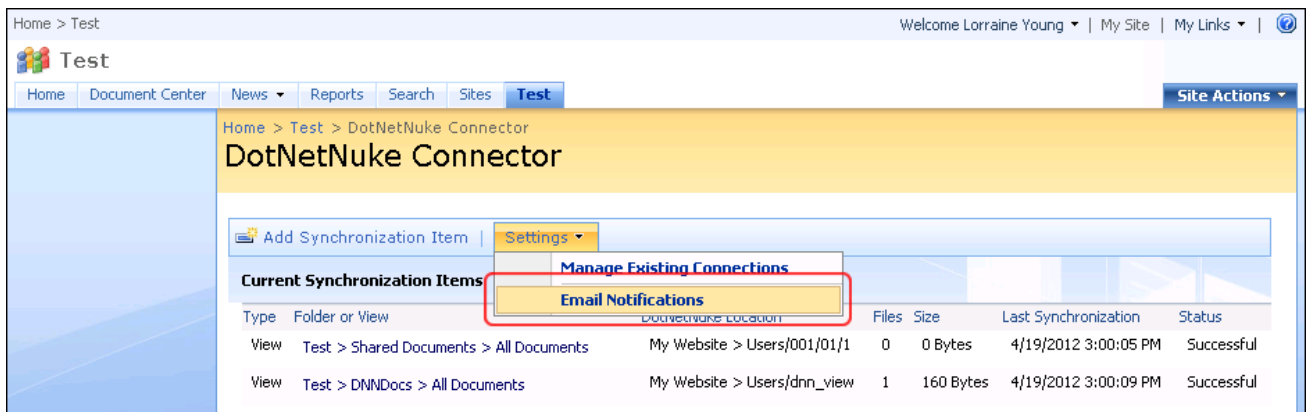 Home > Test Welcome Lorraine Young | My Site | My Links |
Test
Home Document Center News Reports Search Sites Test Site Actions
Home > Test > DotNetNuke Connector
DotNetNuke Connector
Add Synchronization Item | Settings
Manage Existing Connections
Current Synchronization Items
Email Notifications
Type Folder or View DotNetNuke Location Files Size Last Synchronization Status
View Test > Shared Documents > All Documents My Website > Users/001/01/1 0 0 Bytes 4/19/2012 3:00:05 PM Successful
View Test > DNNDocs > All Documents My Website > Users/dnn_view 1 160 Bytes 4/19/2012 3:00:09 PM Successful